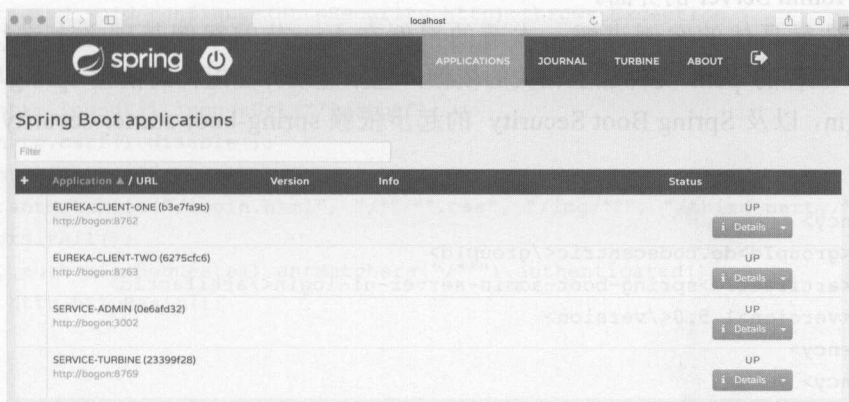 localhost
spring
APPLICATIONS JOURNAL TURBINE ABOUT
Spring Boot applications
Filter
+ Application ▲ / URL Version Info Status
EUREKA-CLIENT-ONE (b3e7fa9b) UP
http://bogon:8762
i Details
EUREKA-CLIENT-TWO (6275cfc6) UP
http://bogon:8763
i Details
SERVICE-ADMIN (0e6afd32) UP
http://bogon:3002
i Details
SERVICE-TURBINE (23399f28) UP
http://bogon:8769
i Details